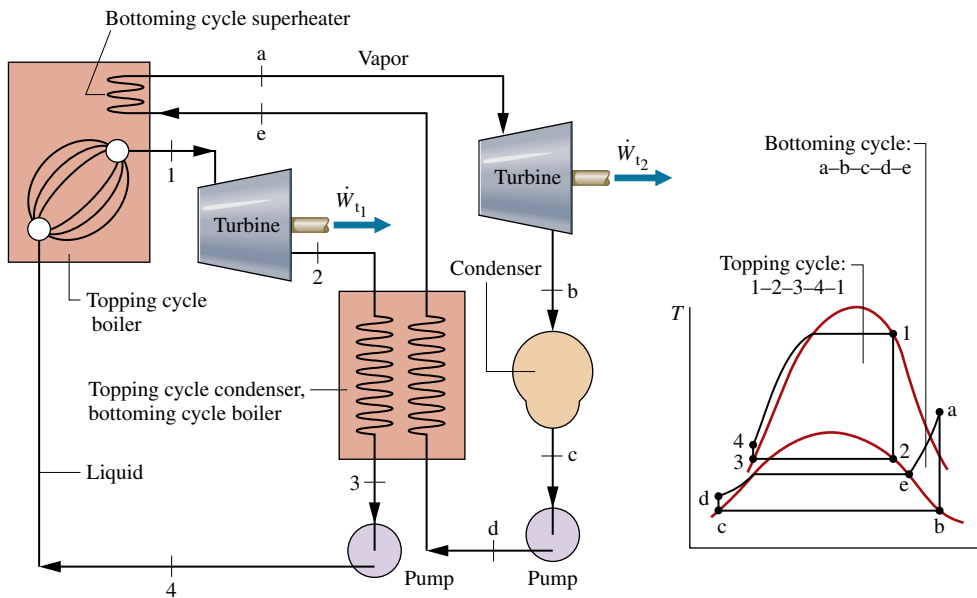 Bottoming cycle superheater
a
Vapor
e
1
Turbine
Ẇt1
2
Turbine
Ẇt2
Condenser
b
Topping cycle
boiler
Topping cycle condenser,
bottoming cycle boiler
Liquid
3
c
d
4
Pump
Pump
Bottoming cycle:
a–b–c–d–e
Topping cycle:
1–2–3–4–1
T
1
a
4
3
2
e
d
c
b